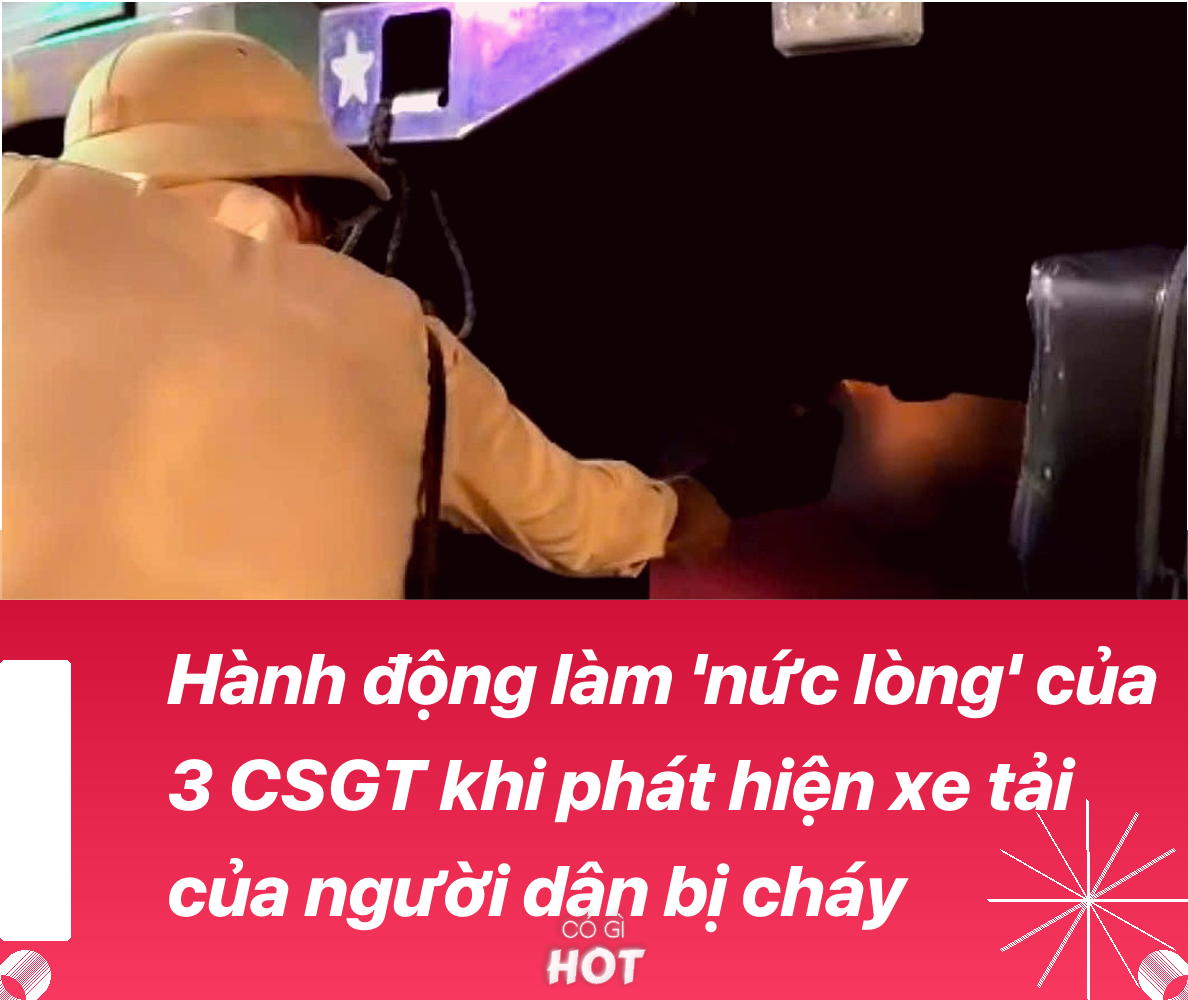 Hành động làm 'nức lòng' của
3 CSGT khi phát hiện xe tải
của người dân bị cháy
CÓ GÌ
HOT